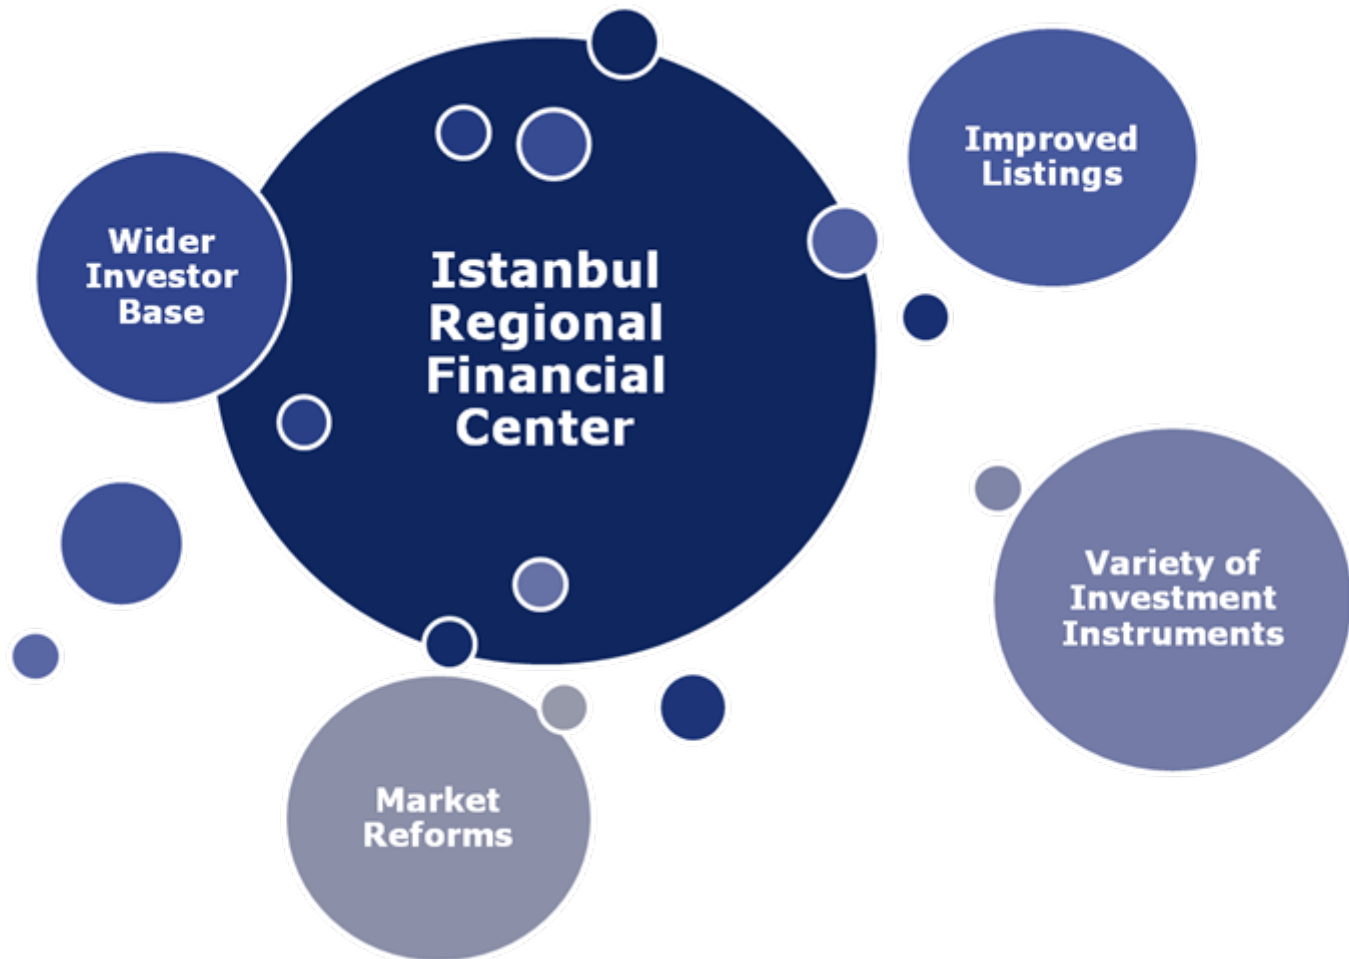 Improved
Listings
Wider
Investor
Base
Istanbul
Regional
Financial
Center
Variety of
Investment
Instruments
Market
Reforms